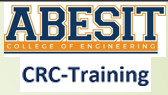 ABESIT
COLLEGE OF ENGINEERING
CRC-Training